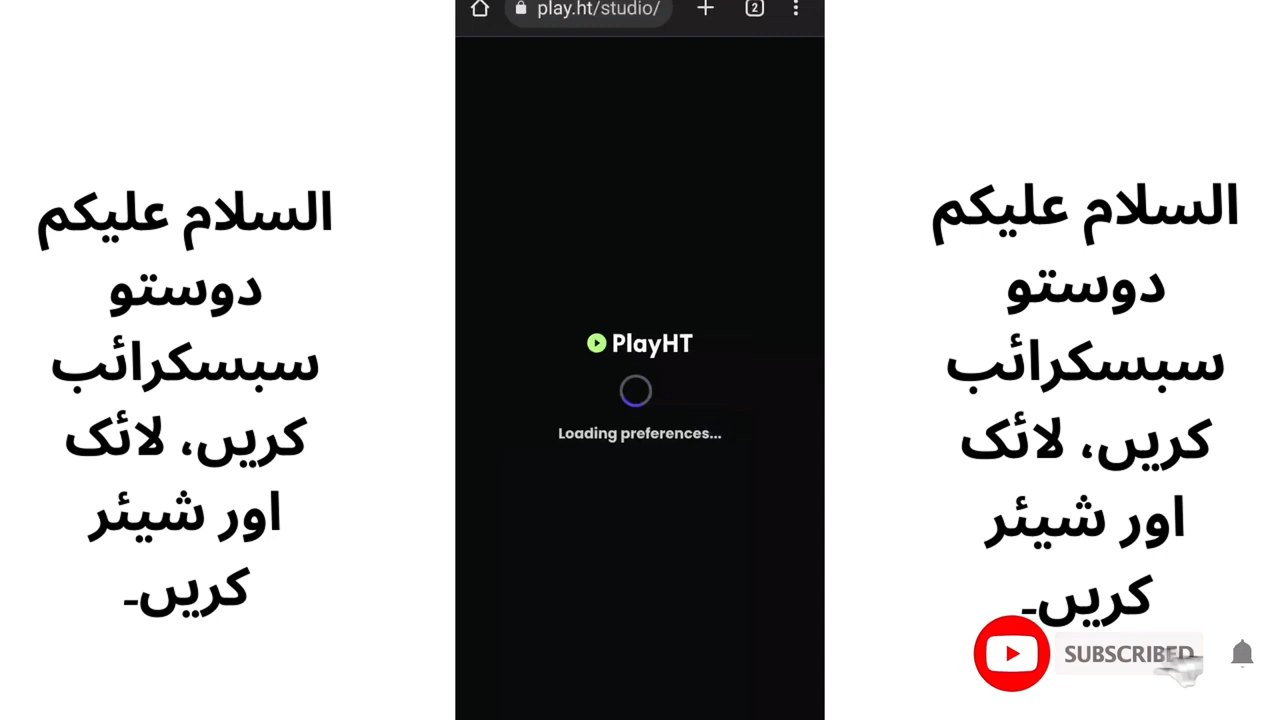 play.ht/studio/
2
السلام علیکم
دوستو
سبسکرائب
کریں، لائک
اور شیئر
کریں۔
PlayHT
Loading preferences...
السلام علیکم
دوستو
سبسکرائب
کریں، لائک
اور شیئر
کریں۔
SUBSCRIBED